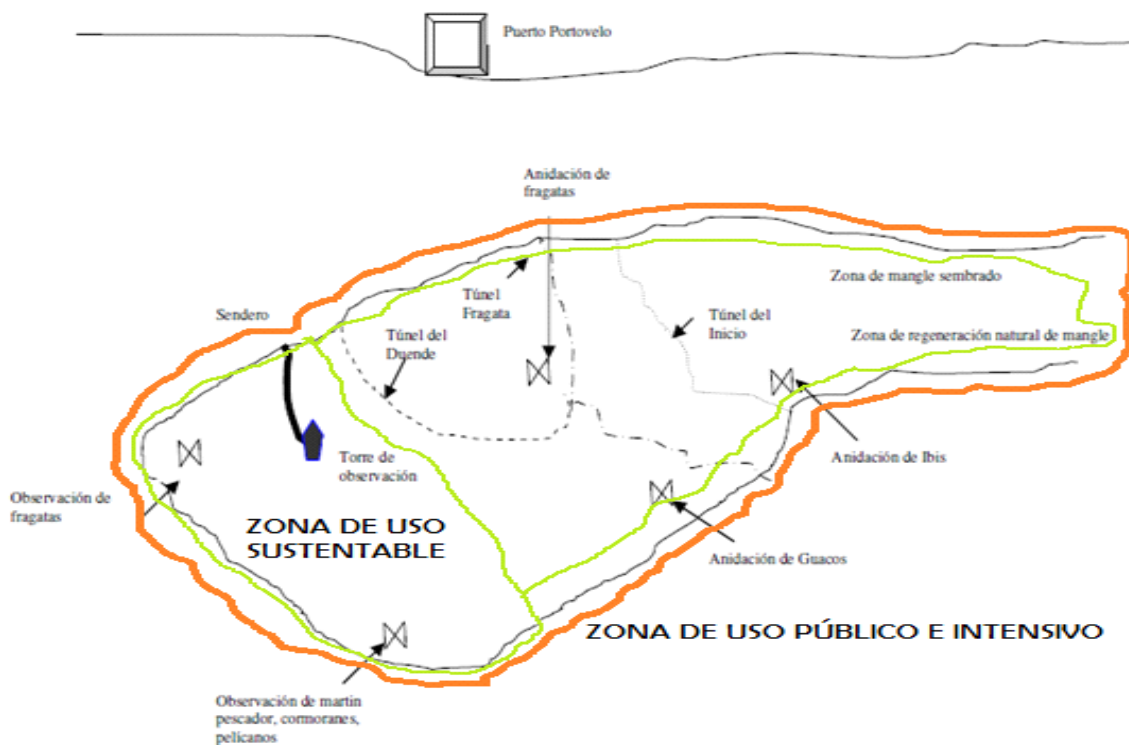 Puerto Portovelo
Anidación de
fragatas
Zona de mangle sembrado
Túnel
Fragata
Sendero
Túnel del
Duende
Túnel del
Inicio
Zona de regeneración natural de mangle
Torre de
observación
Anidación de Ibis
Observación de
fragatas
ZONA DE USO
SUSTENTABLE
Anidación de Guacos
ZONA DE USO PÚBLICO E INTENSIVO
Observación de martin
pescador, cormoranes,
pelícanos